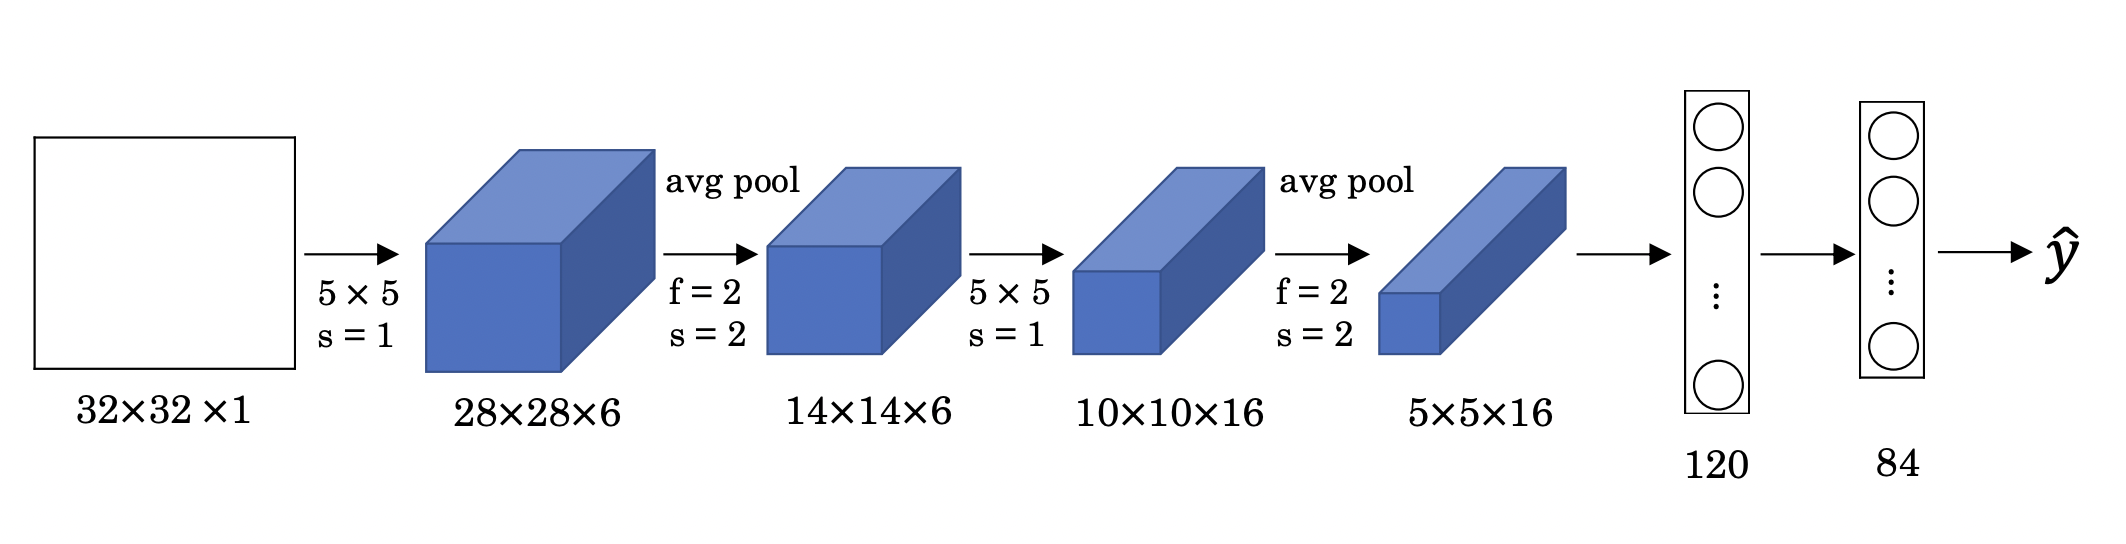 avg pool
avg pool
5 × 5
s = 1
f = 2
s = 2
5 × 5
s = 1
f = 2
s = 2
ŷ
32×32 ×1
28×28×6
14×14×6
10×10×16
5×5×16
120
84